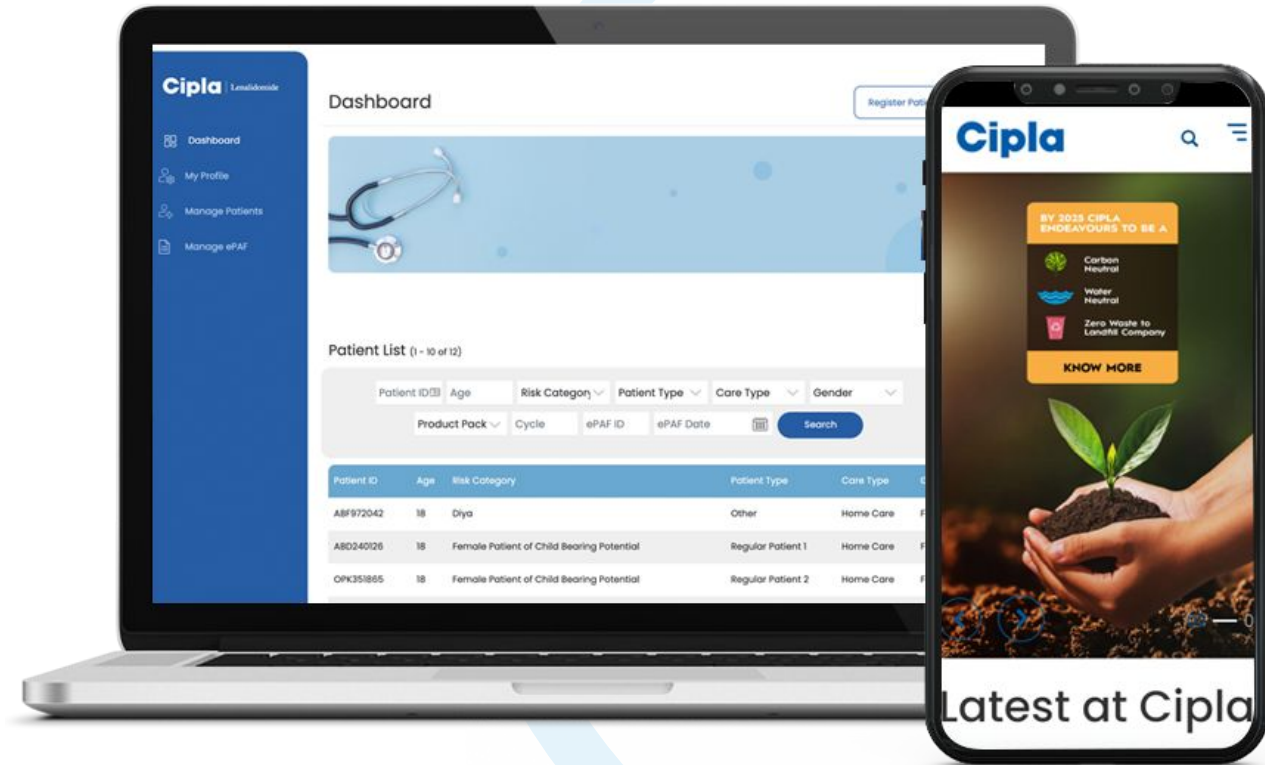 Cipla Lenalidomide
Dashboard
My Profile
Manage Patients
Manage ePAF
Dashboard
Register
Patient List (1 - 10 of 12)
Patient ID Age Risk Category Patient Type Care Type Gender
Product Pack Cycle ePAF ID ePAF Date Search
Patient ID Age Risk Category Patient Type Care Type
ABF972042 18 Diya Other Home Care F
ABD240126 18 Female Patient of Child Bearing Potential Regular Patient 1 Home Care F
OPK351865 18 Female Patient of Child Bearing Potential Regular Patient 2 Home Care F
Cipla
BY 2025 CIPLA
ENDEAVOURS TO BE A
Carbon
Neutral
Water
Neutral
Zero Waste to
Landfill Company
KNOW MORE
Latest at Cipla